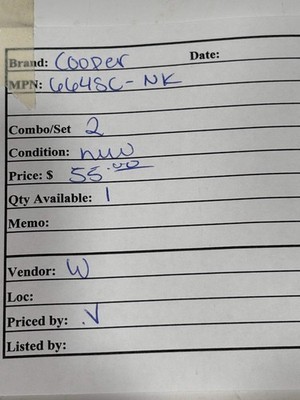 Brand: Cooper Date:
MPN: 6648C-NK
Combo/Set 2
Condition: new
Price: $ 55.00
Qty Available: 1
Memo:
Vendor: W
Loc:
Priced by: .V
Listed by: